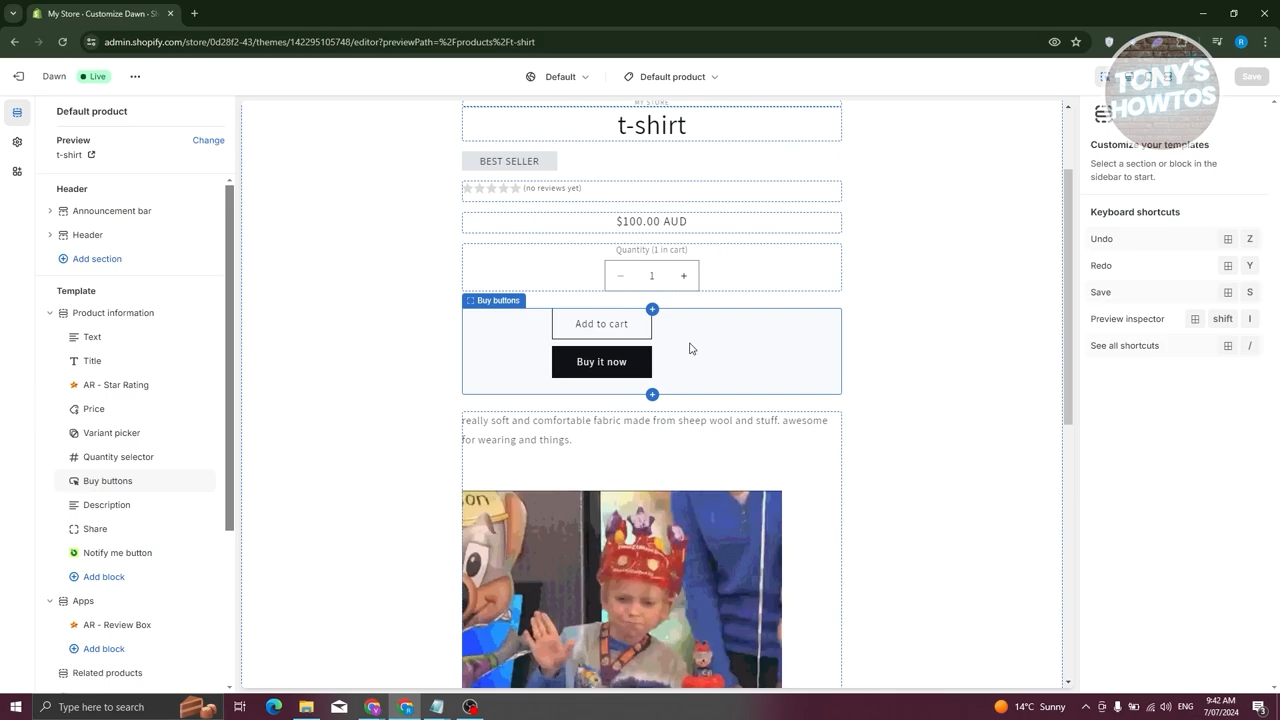 My Store · Customize Dawn · S
admin.shopify.com/store/0d28f2-43/themes/142295105748/editor?previewPath=%2Fproducts%2Ft-shirt
R
Dawn
Live
Default
Default product
Save
TONY'S
HOWTOS
Default product
Preview
Change
t-shirt
Header
Announcement bar
Header
Add section
Template
Product information
Text
Title
AR - Star Rating
Price
Variant picker
Quantity selector
Buy buttons
Description
Share
Notify me button
Add block
Apps
AR - Review Box
Add block
Related products
MY STORE
t-shirt
BEST SELLER
(no reviews yet)
$100.00 AUD
Quantity (1 in cart)
1
Buy buttons
Add to cart
Buy it now
really soft and comfortable fabric made from sheep wool and stuff. awesome
for wearing and things.
Customize your templates
Select a section or block in the
sidebar to start.
Keyboard shortcuts
Undo Z
Redo Y
Save S
Preview inspector shift I
See all shortcuts /
Type here to search
14°C Sunny
9:42 AM
7/07/2024